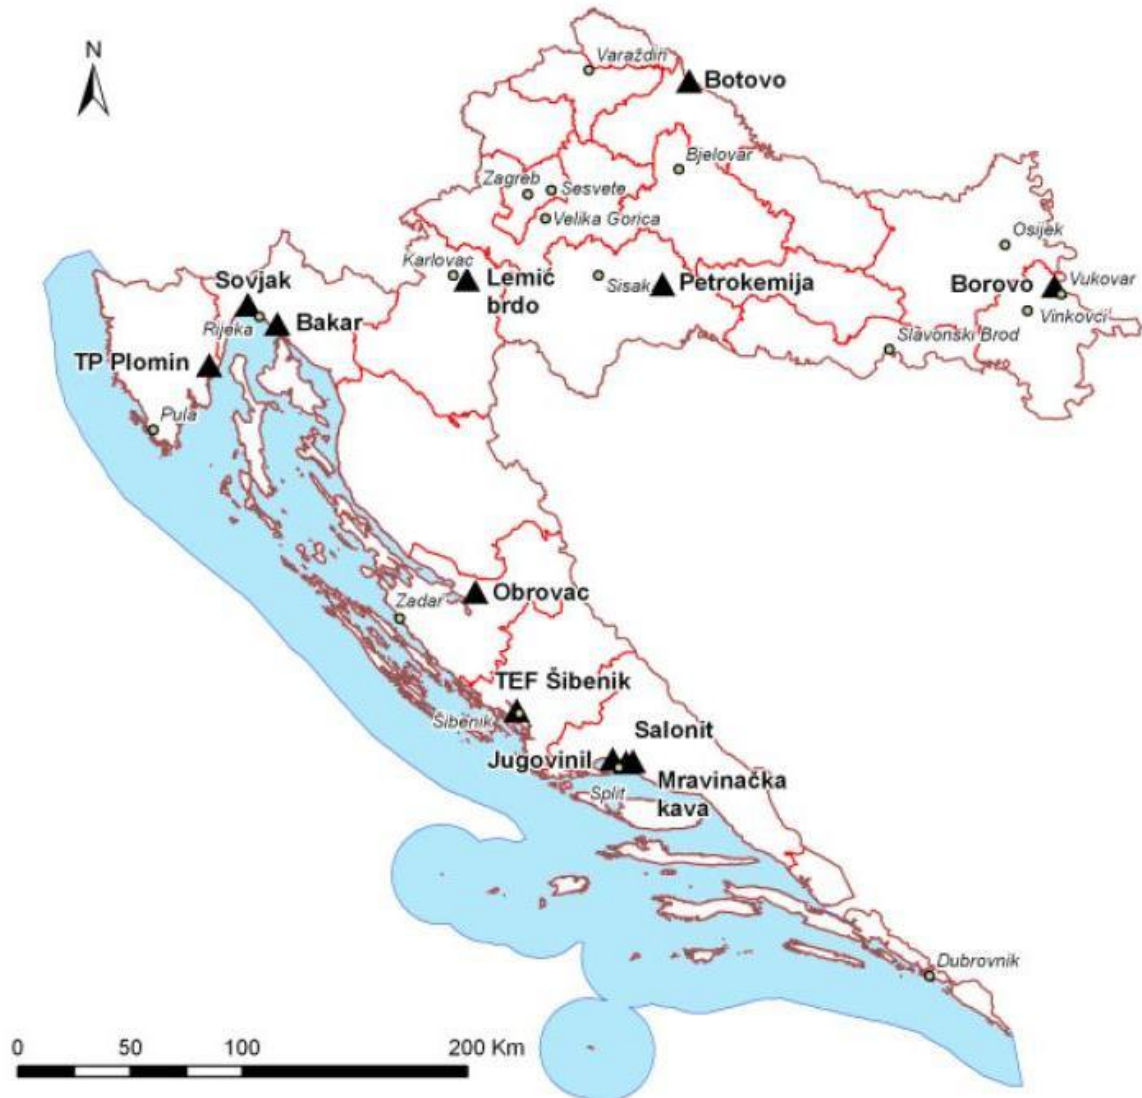 N
Varaždin
Botovo
Bjelovar
Zagreb
Sesvete
Velika Gorica
Osijek
Karlovac
Lemić
brdo
Sisak
Petrokemija
Borovo
Vukovar
Vinkovci
Slavonski Brod
Sovjak
Rijeka
Bakar
TP Plomin
Pula
Obrovac
Zadar
TEF Šibenik
Šibenik
Salonit
Jugovinil
Split
Mravinačka
kava
Dubrovnik
0 50 100 200 Km